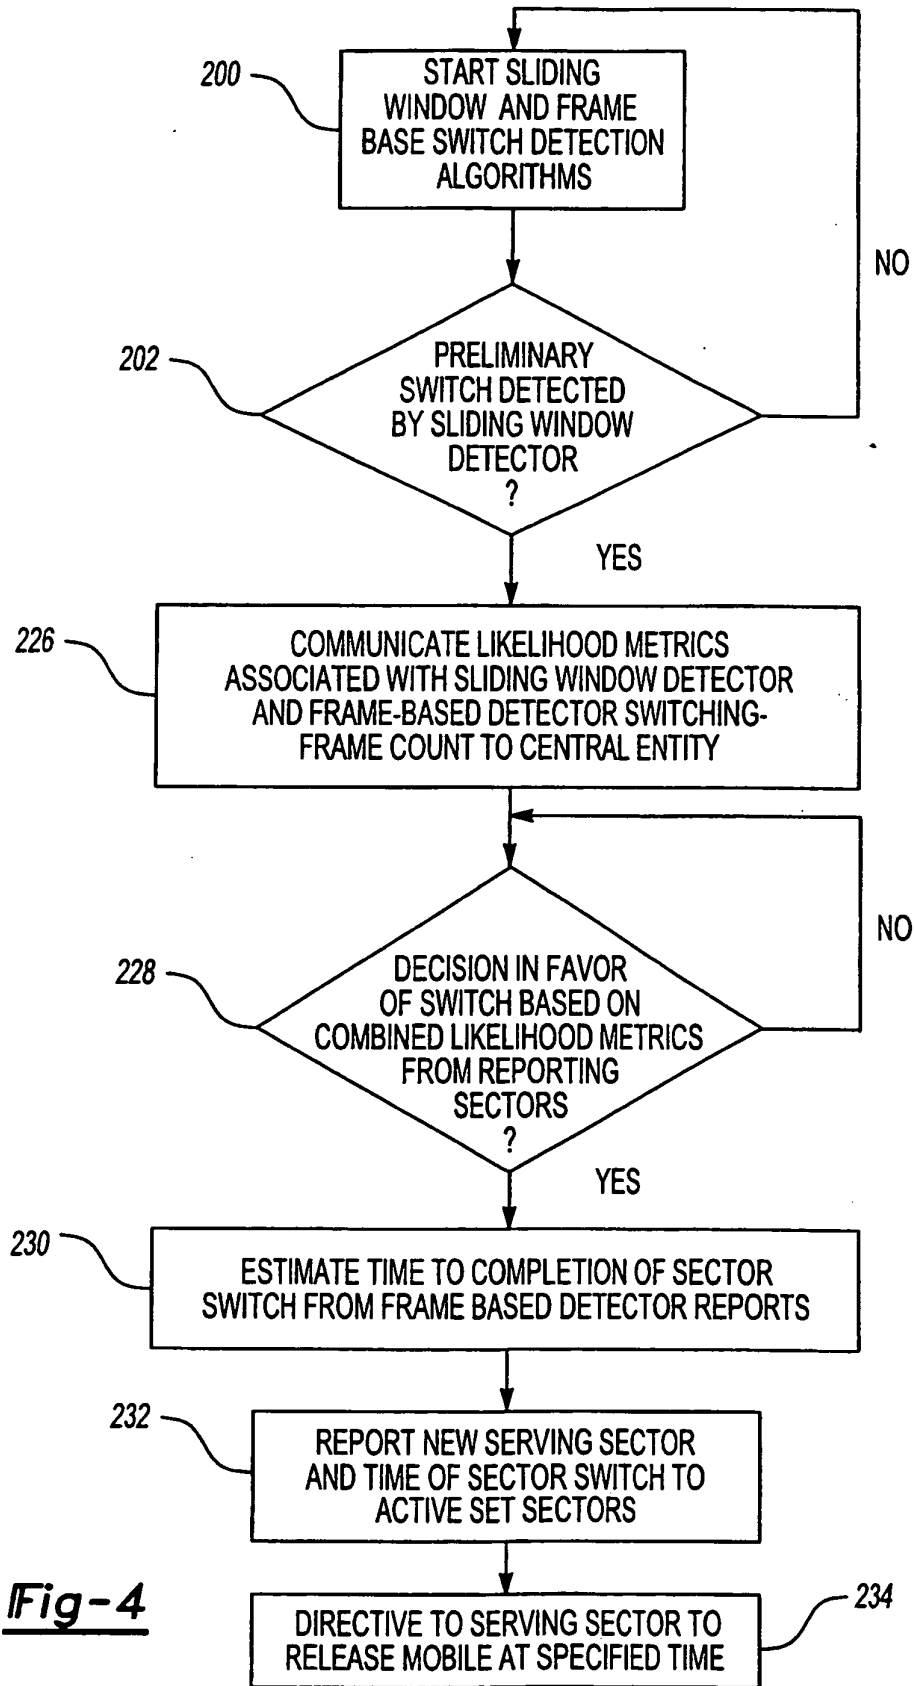 200
START SLIDING
WINDOW AND FRAME
BASE SWITCH DETECTION
ALGORITHMS
NO
202
PRELIMINARY
SWITCH DETECTED
BY SLIDING WINDOW
DETECTOR
?
YES
226
COMMUNICATE LIKELIHOOD METRICS
ASSOCIATED WITH SLIDING WINDOW DETECTOR
AND FRAME-BASED DETECTOR SWITCHING-
FRAME COUNT TO CENTRAL ENTITY
NO
228
DECISION IN FAVOR
OF SWITCH BASED ON
COMBINED LIKELIHOOD METRICS
FROM REPORTING
SECTORS
?
YES
230
ESTIMATE TIME TO COMPLETION OF SECTOR
SWITCH FROM FRAME BASED DETECTOR REPORTS
232
REPORT NEW SERVING SECTOR
AND TIME OF SECTOR SWITCH TO
ACTIVE SET SECTORS
234
DIRECTIVE TO SERVING SECTOR TO
RELEASE MOBILE AT SPECIFIED TIME
Fig-4